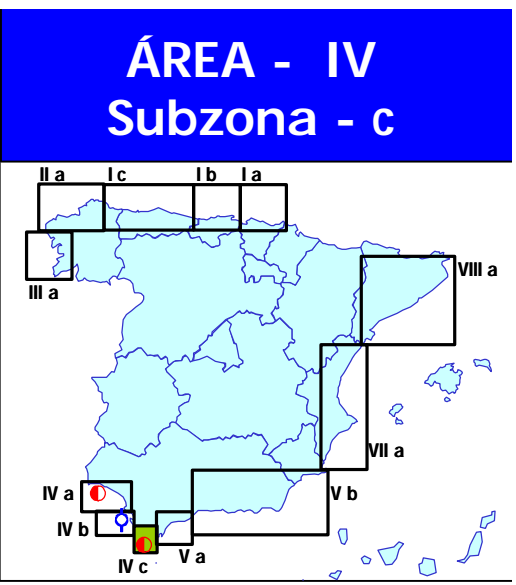 ÁREA - IV
Subzona - c
II a
I c
I b
I a
III a
VIII a
VII a
IV a
V b
IV b
V a
IV c